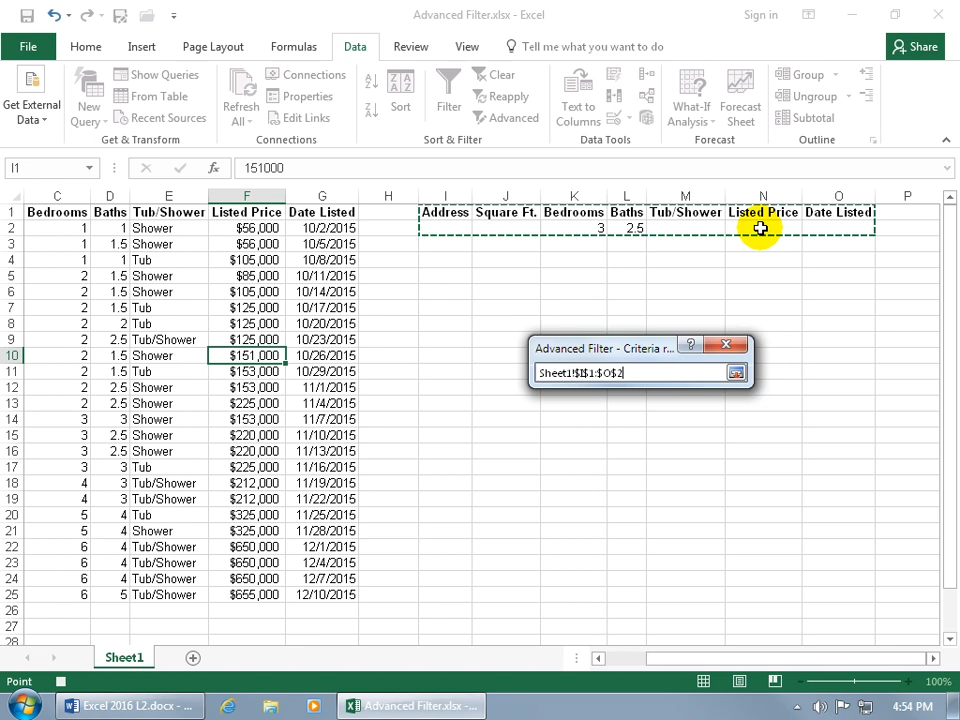 Advanced Filter.xlsx - Excel
Sign in
File Home Insert Page Layout Formulas Data Review View Tell me what you want to do Share
Get External Data
New Query
Show Queries
From Table
Recent Sources
Get & Transform
Refresh All
Connections
Properties
Edit Links
Connections
Sort
Filter
Clear
Reapply
Advanced
Sort & Filter
Text to Columns
Data Tools
What-If Analysis
Forecast Sheet
Forecast
Group
Ungroup
Subtotal
Outline
I1 fx 151000
C D E F G H I J K L M N O P
1 Bedrooms Baths Tub/Shower Listed Price Date Listed Address Square Ft. Bedrooms Baths Tub/Shower Listed Price Date Listed
2 1 1 Shower $56,000 10/2/2015 3 2.5
3 1 1.5 Shower $56,000 10/5/2015
4 1 1 Tub $105,000 10/8/2015
5 2 1.5 Shower $85,000 10/11/2015
6 2 1.5 Shower $105,000 10/14/2015
7 2 1.5 Tub $125,000 10/17/2015
8 2 2 Tub $125,000 10/20/2015
9 2 2.5 Tub/Shower $125,000 10/23/2015
10 2 1.5 Shower $151,000 10/26/2015
11 2 1.5 Tub $153,000 10/29/2015
12 2 2.5 Shower $153,000 11/1/2015
13 2 2.5 Shower $225,000 11/4/2015
14 3 3 Shower $153,000 11/7/2015
15 3 2.5 Shower $220,000 11/10/2015
16 3 2.5 Shower $220,000 11/13/2015
17 3 3 Tub $225,000 11/16/2015
18 4 3 Tub/Shower $212,000 11/19/2015
19 4 3 Tub/Shower $212,000 11/22/2015
20 5 4 Tub $325,000 11/25/2015
21 5 4 Shower $325,000 11/28/2015
22 6 4 Tub/Shower $650,000 12/1/2015
23 6 4 Tub/Shower $650,000 12/4/2015
24 6 4 Tub/Shower $650,000 12/7/2015
25 6 5 Tub/Shower $655,000 12/10/2015
26
27
28
Advanced Filter - Criteria r...
Sheet1!$I$1:$O$2
Sheet1
Point
100%
Excel 2016 L2.docx - ...
Advanced Filter.xlsx -...
4:54 PM